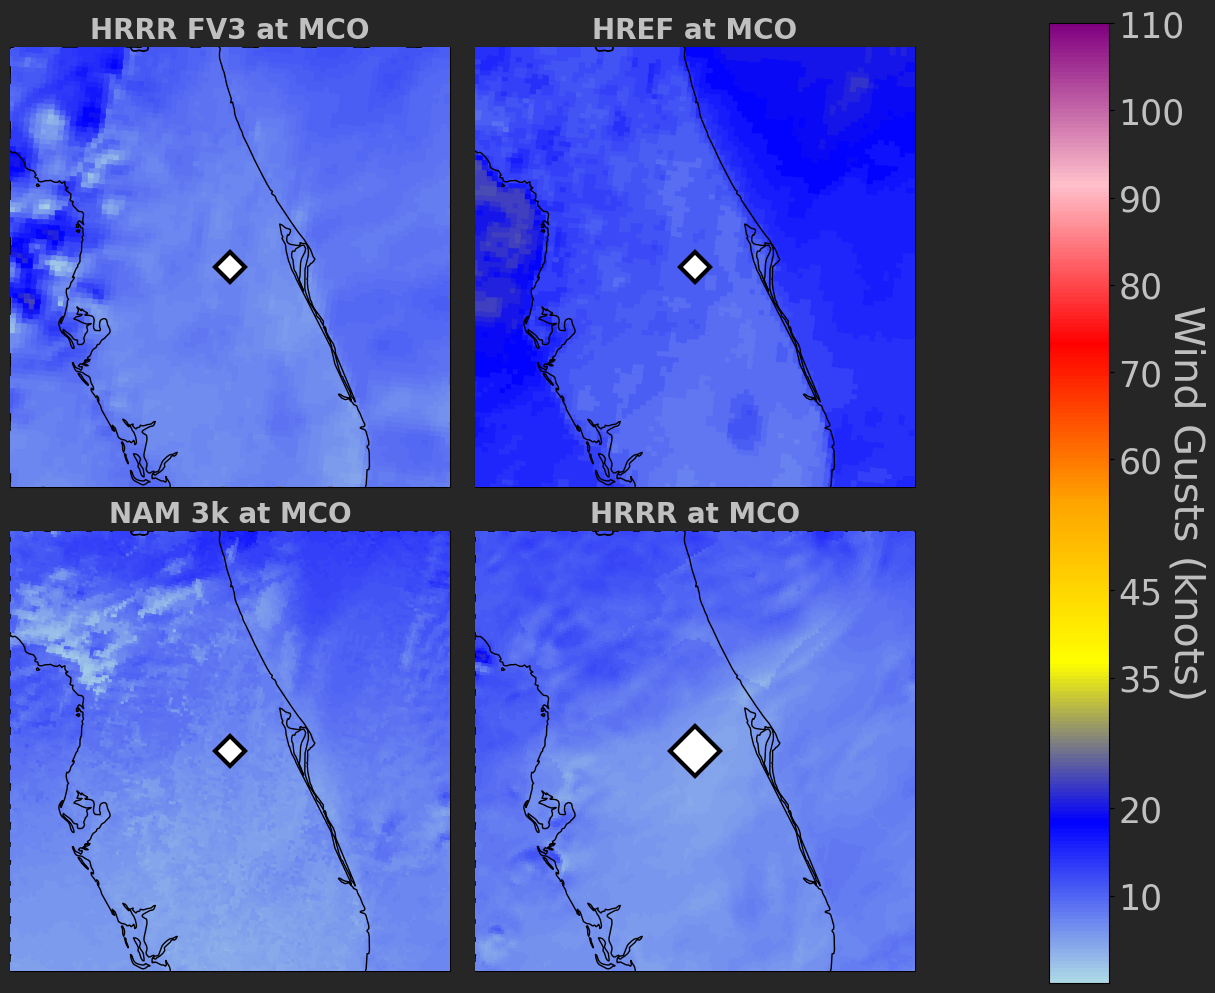 HRRR FV3 at MCO
HREF at MCO
NAM 3k at MCO
HRRR at MCO
110
100
90
80
70
60
45
35
20
10
Wind Gusts (knots)